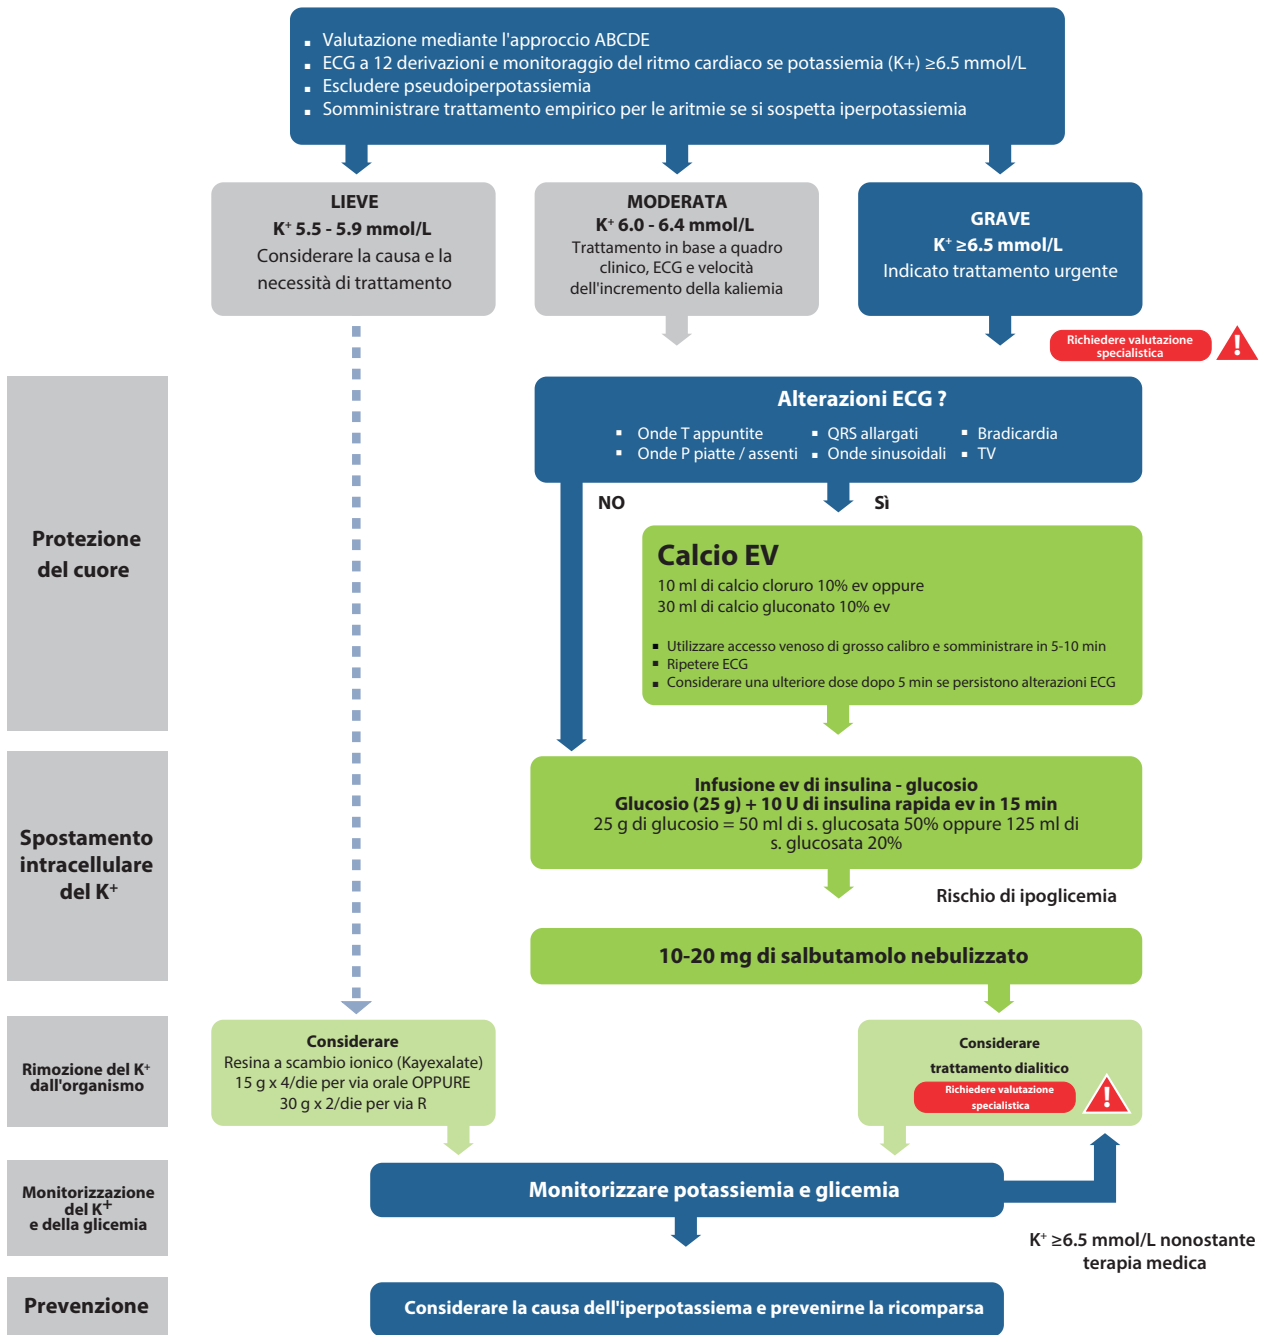 ▪ Valutazione mediante l'approccio ABCDE
▪ ECG a 12 derivazioni e monitoraggio del ritmo cardiaco se potassiemia (K+) ≥6.5 mmol/L
▪ Escludere pseudoiperpotassiemia
▪ Somministrare trattamento empirico per le aritmie se si sospetta iperpotassiemia
LIEVE
K⁺ 5.5 - 5.9 mmol/L
Considerare la causa e la
necessità di trattamento
MODERATA
K⁺ 6.0 - 6.4 mmol/L
Trattamento in base a quadro
clinico, ECG e velocità
dell'incremento della kaliemia
GRAVE
K⁺ ≥6.5 mmol/L
Indicato trattamento urgente
Richiedere valutazione
specialistica
!
Protezione
del cuore
Alterazioni ECG ?
▪ Onde T appuntite
▪ QRS allargati
▪ Bradicardia
▪ Onde P piatte / assenti
▪ Onde sinusoidali
▪ TV
NO
Sì
Calcio EV
10 ml di calcio cloruro 10% ev oppure
30 ml di calcio gluconato 10% ev
▪ Utilizzare accesso venoso di grosso calibro e somministrare in 5-10 min
▪ Ripetere ECG
▪ Considerare una ulteriore dose dopo 5 min se persistono alterazioni ECG
Spostamento
intracellulare
del K⁺
Infusione ev di insulina - glucosio
Glucosio (25 g) + 10 U di insulina rapida ev in 15 min
25 g di glucosio = 50 ml di s. glucosata 50% oppure 125 ml di
s. glucosata 20%
Rischio di ipoglicemia
10-20 mg di salbutamolo nebulizzato
Rimozione del K⁺
dall'organismo
Considerare
Resina a scambio ionico (Kayexalate)
15 g x 4/die per via orale OPPURE
30 g x 2/die per via R
Considerare
trattamento dialitico
Richiedere valutazione
specialistica
!
Monitorizzazione
del K⁺
e della glicemia
Monitorizzare potassiemia e glicemia
K⁺ ≥6.5 mmol/L nonostante
terapia medica
Prevenzione
Considerare la causa dell'iperpotassiema e prevenirne la ricomparsa